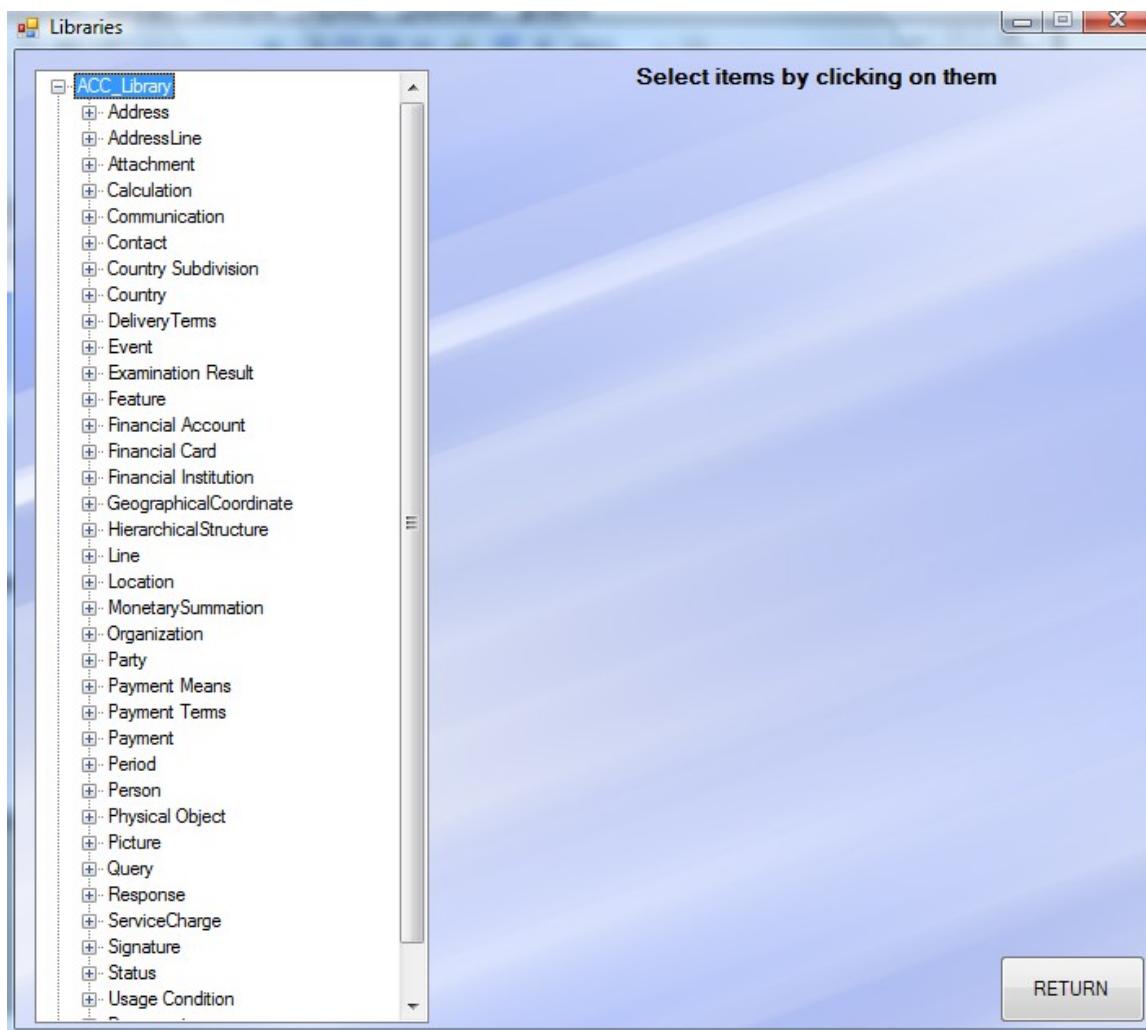 Libraries
Select items by clicking on them
ACC_Library
Address
AddressLine
Attachment
Calculation
Communication
Contact
Country Subdivision
Country
DeliveryTerms
Event
Examination Result
Feature
Financial Account
Financial Card
Financial Institution
GeographicalCoordinate
HierarchicalStructure
Line
Location
MonetarySummation
Organization
Party
Payment Means
Payment Terms
Payment
Period
Person
Physical Object
Picture
Query
Response
ServiceCharge
Signature
Status
Usage Condition
RETURN